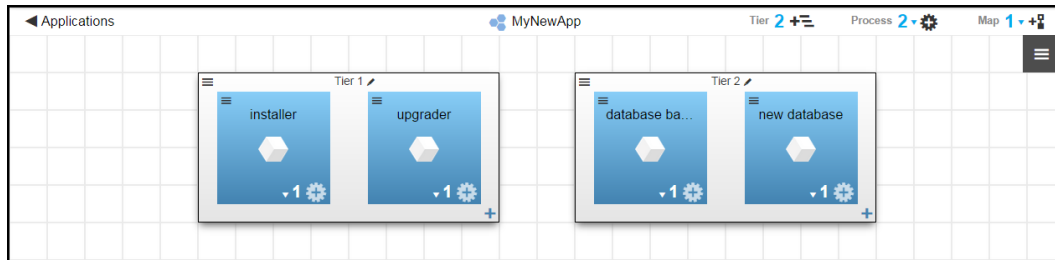 Applications
MyNewApp
Tier 2
Process 2
Map 1
Tier 1
Tier 2
installer
upgrader
database ba...
new database
1
1
1
1